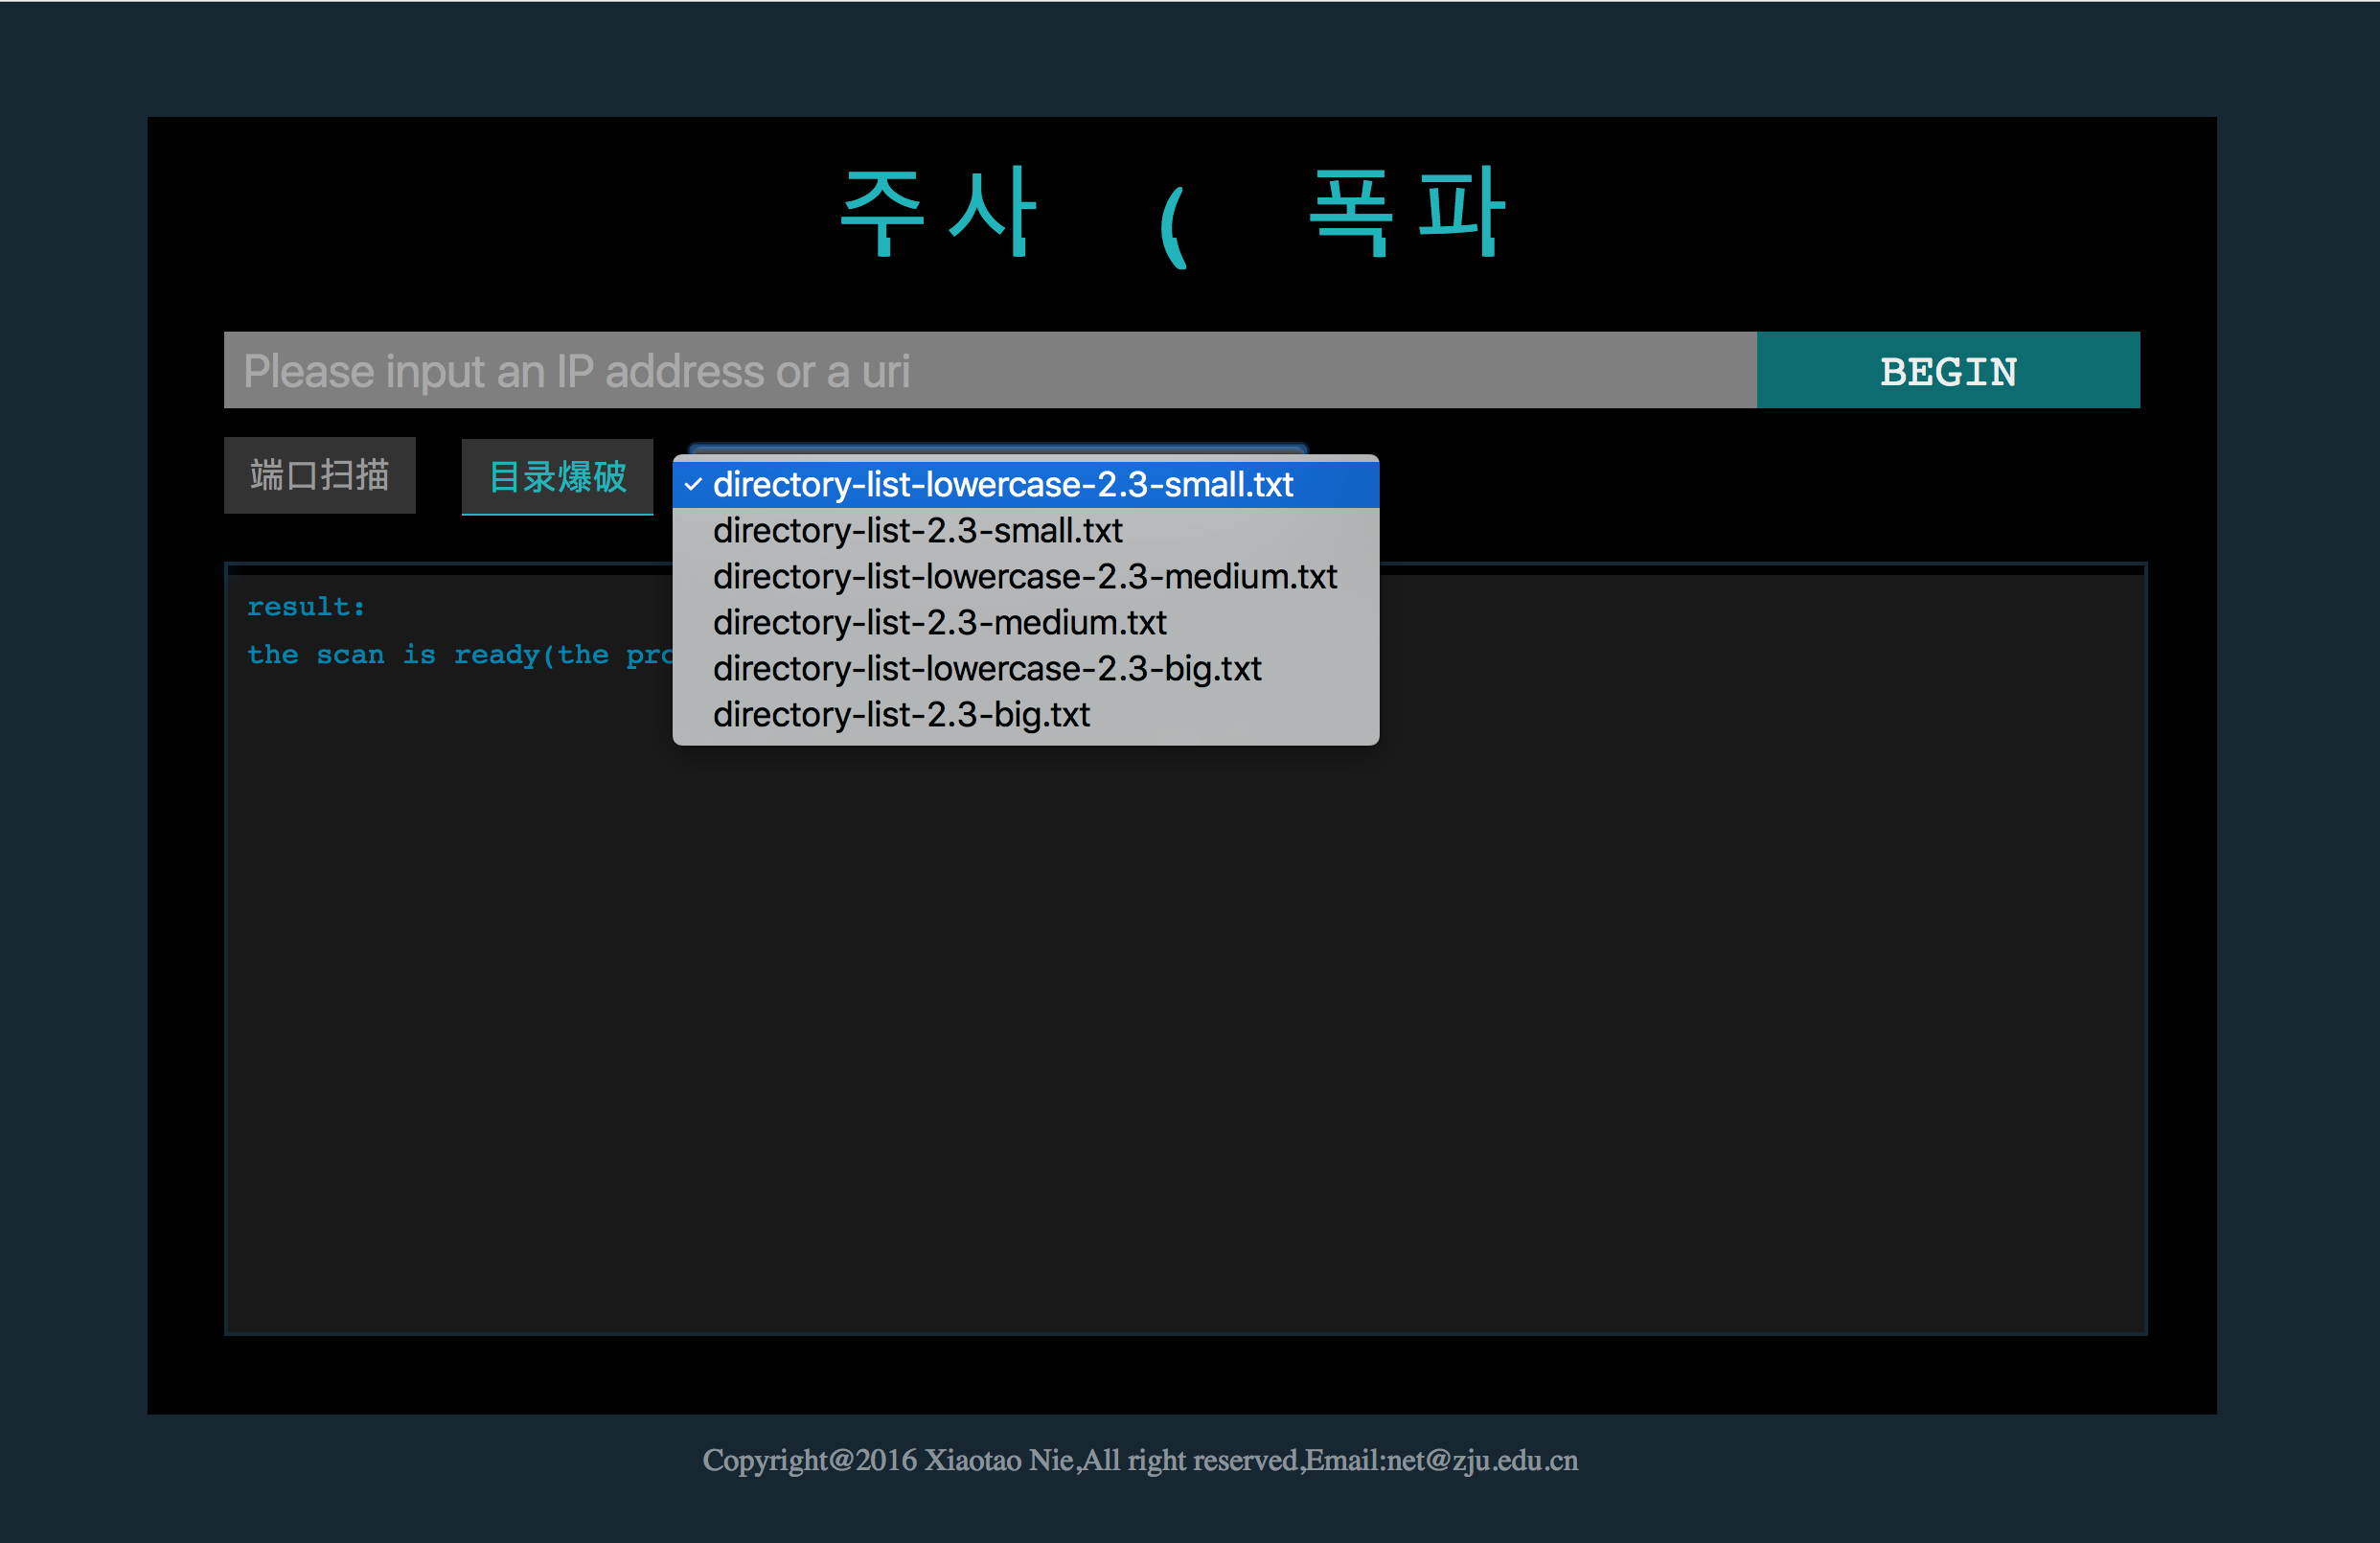 주사 ( 폭파
Please input an IP address or a uri
BEGIN
端口扫描
目录爆破
✓ directory-list-lowercase-2.3-small.txt
directory-list-2.3-small.txt
directory-list-lowercase-2.3-medium.txt
directory-list-2.3-medium.txt
directory-list-lowercase-2.3-big.txt
directory-list-2.3-big.txt
result:
the scan is ready(the
Copyright@2016 Xiaotao Nie,All right reserved,Email:net@zju.edu.cn